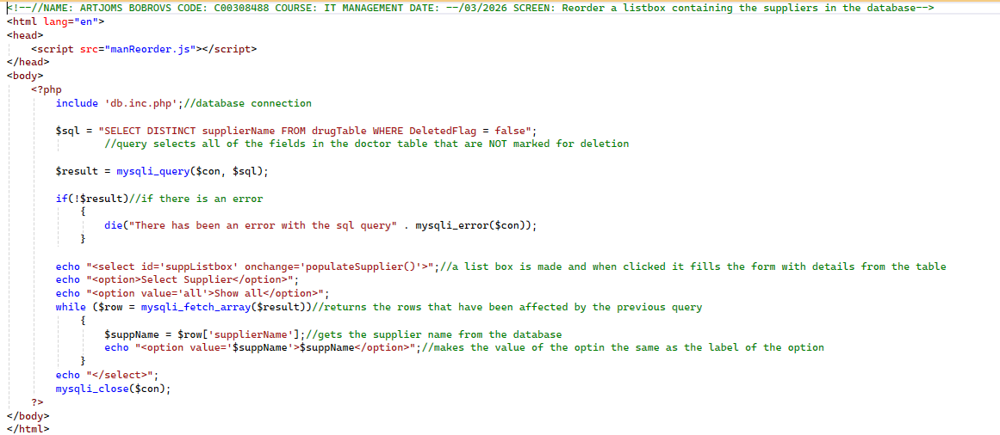 <!--//NAME: ARTJOMS BOBROVS CODE: C00308488 COURSE: IT MANAGEMENT DATE: --/03/2026 SCREEN: Reorder a listbox containing the suppliers in the database-->
<html lang="en">
<head>
<script src="manReorder.js"></script>
</head>
<body>
<?php
include 'db.inc.php';//database connection
$sql = "SELECT DISTINCT supplierName FROM drugTable WHERE DeletedFlag = false";
//query selects all of the fields in the doctor table that are NOT marked for deletion
$result = mysqli_query($con, $sql);
if(!$result)//if there is an error
{
die("There has been an error with the sql query" . mysqli_error($con));
}
echo "<select id='suppListbox' onchange='populateSupplier()'>";//a list box is made and when clicked it fills the form with details from the table
echo "<option>Select Supplier</option>";
echo "<option value='all'>Show all</option>";
while ($row = mysqli_fetch_array($result))//returns the rows that have been affected by the previous query
{
$suppName = $row['supplierName'];//gets the supplier name from the database
echo "<option value='$suppName'>$suppName</option>";//makes the value of the optin the same as the label of the option
}
echo "</select>";
mysqli_close($con);
?>
</body>
</html>